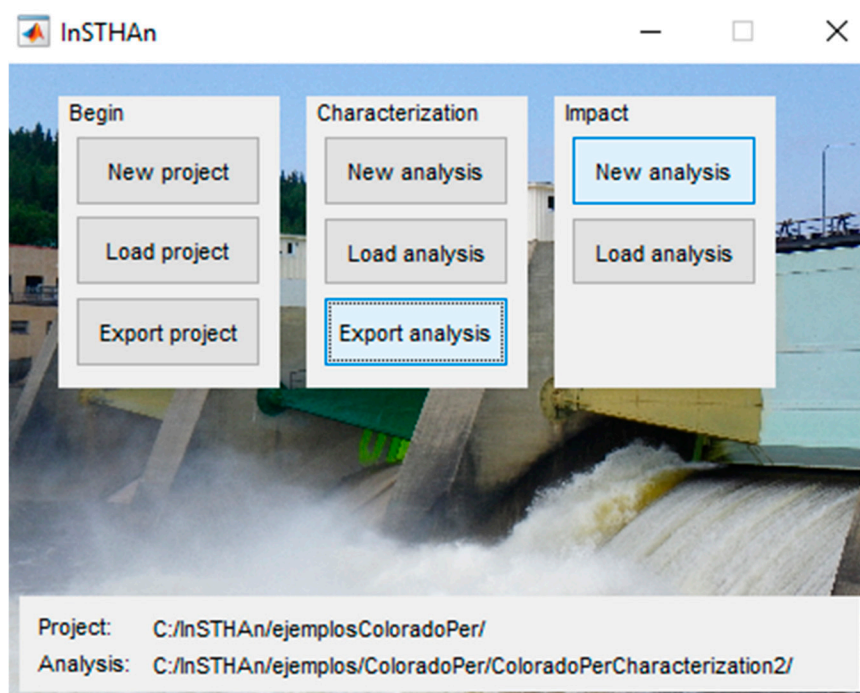 InSTHAn
Begin
New project
Load project
Export project
Characterization
New analysis
Load analysis
Export analysis
Impact
New analysis
Load analysis
Project: C:/InSTHAn/ejemplosColoradoPer/
Analysis: C:/InSTHAn/ejemplos/ColoradoPer/ColoradoPerCharacterization2/